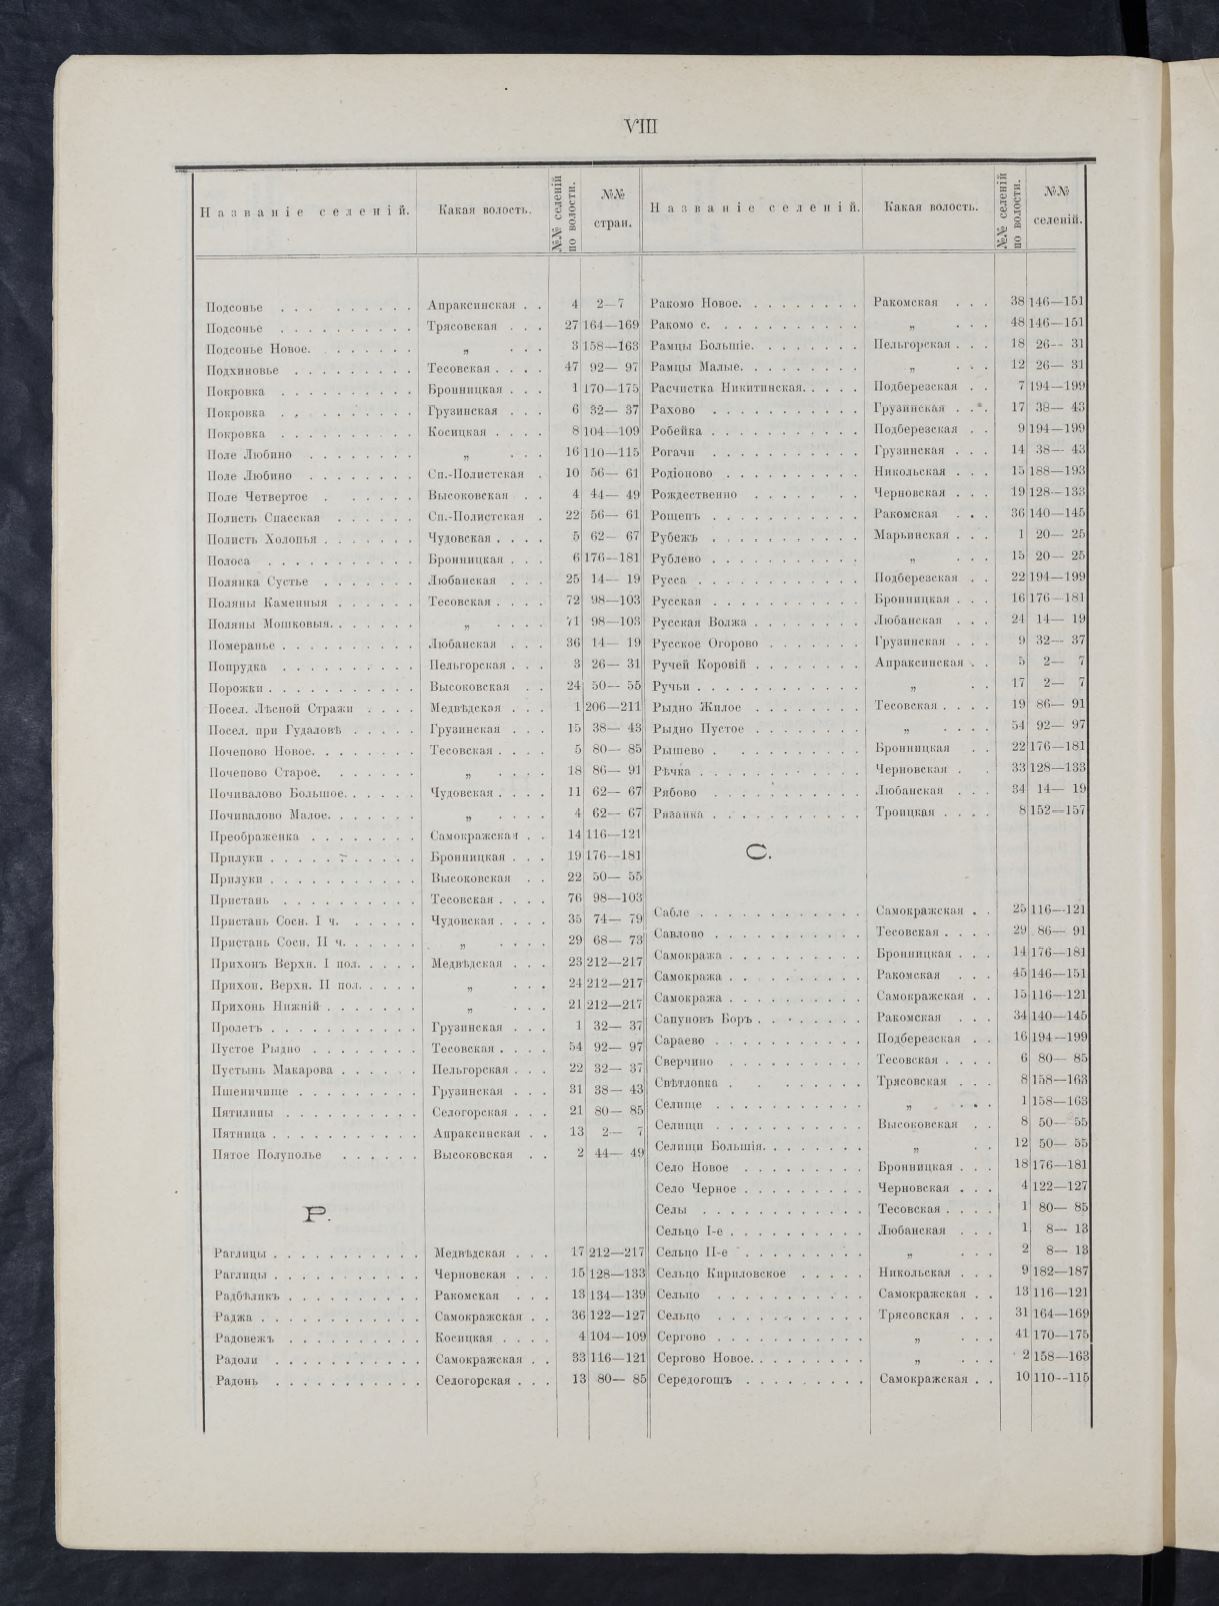 VIII
Названіе селеній. Какая волость. №№ селеній по волости. №№ стран.
Подсонье Апраксинская 4 2—7
Подсонье Трясовская 27 164—169
Подсонье Новое. „ 3 158—163
Подхиновье Тесовская 47 92—97
Покровка Бронницкая 1 170—175
Покровка Грузинская 6 32—37
Покровка Косицкая 8 104—109
Поле Любино „ 16 110—115
Поле Любино Сп.-Полистская 10 56—61
Поле Четвертое Высоковская 4 44—49
Полисть Спасская Сп.-Полистская 22 56—61
Полисть Холопья Чудовская 5 62—67
Полоса Бронницкая 6 176—181
Полянка Сустье Любанская 25 14—19
Поляны Каменныя Тесовская 72 98—103
Поляны Мошковыя. „ 71 98—103
Померанье Любанская 36 14—19
Попрудка Пельгорская 3 26—31
Порожки Высоковская 24 50—55
Посел. Лѣсной Стражи Медвѣдская 1 206—211
Посел. при Гудаловѣ Грузинская 15 38—43
Почепово Новое. Тесовская 5 80—85
Почепово Старое. „ 18 86—91
Почивалово Большое. Чудовская 11 62—67
Почивалово Малое. „ 4 62—67
Преображенка Самокражская 14 116—121
Прилуки Бронницкая 19 176—181
Прилуки Высоковская 22 50—55
Пристань Тесовская 76 98—103
Пристань Сосн. I ч. Чудовская 35 74—79
Пристань Сосн. II ч. „ 29 68—73
Прихонъ Верхн. I пол. Медвѣдская 23 212—217
Прихон. Верхн. II пол. „ 24 212—217
Прихонь Нижній „ 21 212—217
Пролетъ Грузинская 1 32—37
Пустое Рыдно Тесовская 54 92—97
Пустынь Макарова Пельгорская 22 32—37
Пшеничище Грузинская 31 38—43
Пятилины Селогорская 21 80—85
Пятница Апраксинская 13 2—7
Пятое Полуполье Высоковская 2 44—49
Р.
Раглицы Медвѣдская 17 212—217
Раглицы Черновская 15 128—133
Радбѣликъ Ракомская 13 134—139
Раджа Самокражская 36 122—127
Радовежъ Косицкая 4 104—109
Радоли Самокражская 33 116—121
Радонь Селогорская 13 80—85
Названіе селеній. Какая волость. №№ селеній по волости. №№ селеній.
Ракомо Новое. Ракомская 38 146—151
Ракомо с. „ 48 146—151
Рамцы Большіе. Пельгорская 18 26—31
Рамцы Малые. „ 12 26—31
Расчистка Никитинская. Подберезская 7 194—199
Рахово Грузинская 17 38—43
Робейка Подберезская 9 194—199
Рогачи Грузинская 14 38—43
Родіоново Никольская 15 188—193
Рождественно Черновская 19 128—133
Рощепъ Ракомская 36 140—145
Рубежъ Марьинская 1 20—25
Рублево „ 15 20—25
Русса Подберезская 22 194—199
Русская Бронницкая 16 176—181
Русская Волжа Любанская 24 14—19
Русское Огорово Грузинская 9 32—37
Ручей Коровій Апраксинская 5 2—7
Ручьи „ 17 2—7
Рыдно Жилое Тесовская 19 86—91
Рыдно Пустое „ 54 92—97
Рышево Бронницкая 22 176—181
Рѣчка Черновская 33 128—133
Рябово Любанская 34 14—19
Рязанка Троицкая 8 152—157
С.
Сабле Самокражская 25 116—121
Савлово Тесовская 29 86—91
Самокража Бронницкая 14 176—181
Самокража Ракомская 45 146—151
Самокража Самокражская 15 116—121
Сапуновъ Боръ Ракомская 34 140—145
Сараево Подберезская 16 194—199
Сверчино Тесовская 6 80—85
Свѣтловка Трясовская 8 158—163
Селище „ 1 158—163
Селищи Высоковская 8 50—55
Селищи Большія. „ 12 50—55
Село Новое Бронницкая 18 176—181
Село Черное Черновская 4 122—127
Селы Тесовская 1 80—85
Сельцо I-е Любанская 1 8—13
Сельцо II-е „ 2 8—13
Сельцо Кириловское Никольская 9 182—187
Сельцо Самокражская 13 116—121
Сельцо Трясовская 31 164—169
Сергово „ 41 170—175
Сергово Новое. „ 2 158—163
Середогощъ Самокражская 10 110—115